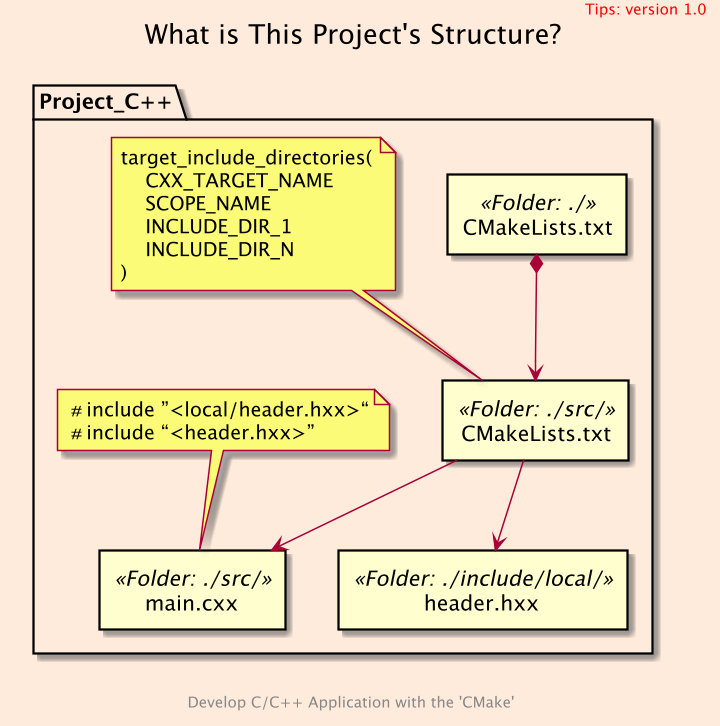 Tips: version 1.0
What is This Project's Structure?
Project_C++
target_include_directories(
CXX_TARGET_NAME
SCOPE_NAME
INCLUDE_DIR_1
INCLUDE_DIR_N
)
«Folder: ./»
CMakeLists.txt
# include ”<local/header.hxx>“
# include “<header.hxx>”
«Folder: ./src/»
CMakeLists.txt
«Folder: ./src/»
main.cxx
«Folder: ./include/local/»
header.hxx
Develop C/C++ Application with the 'CMake'